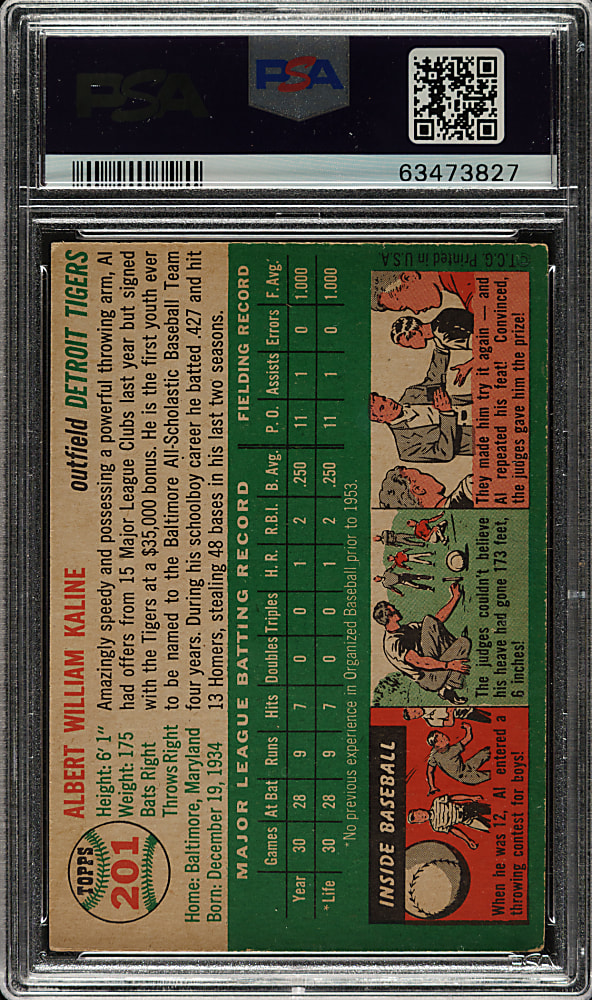 PSA
PSA
63473827
TOPPS
201
ALBERT WILLIAM KALINE
outfield DETROIT TIGERS
Height: 6' 1"
Weight: 175
Bats Right
Throws Right
Home: Baltimore, Maryland
Born: December 19, 1934
Amazingly speedy and possessing a powerful throwing arm, Al
had offers from 15 Major League Clubs last year but signed
with the Tigers at a $35,000 bonus. He is the first youth ever
to be named to the Baltimore All-Scholastic Baseball Team
four years. During his schoolboy career he batted .427 and hit
13 Homers, stealing 48 bases in his last two seasons.
MAJOR LEAGUE BATTING RECORD FIELDING RECORD
Games At Bat Runs Hits Doubles Triples H.R. R.B.I. B. Avg. P. O. Assists Errors F. Avg.
Year 30 28 9 7 0 0 1 2 .250 11 1 0 1.000
*Life 30 28 9 7 0 0 1 2 .250 11 1 0 1.000
*No previous experience in Organized Baseball prior to 1953.
INSIDE BASEBALL
When he was 12, Al entered a
throwing contest for boys!
The judges couldn't believe
his heave had gone 173 feet,
6 inches!
They made him try it again — and
Al repeated his feat! Convinced,
the judges gave him the prize!
©T.C.G. Printed in U.S.A
PSA